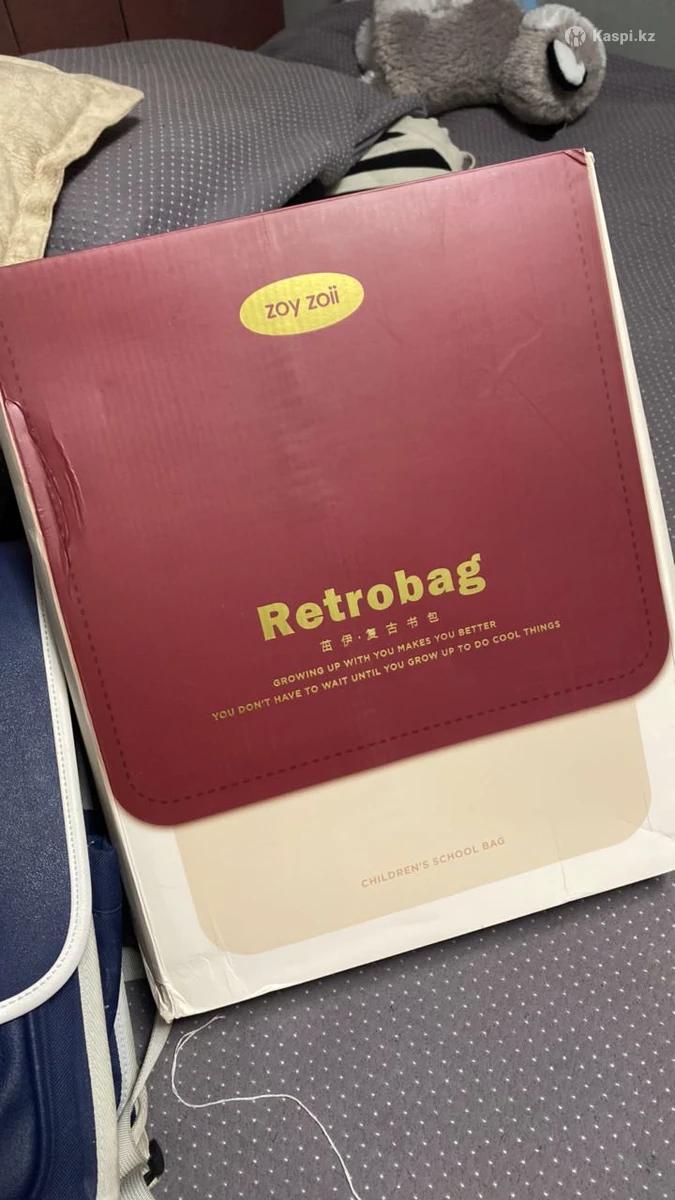 Kaspi.kz
zoy zoii
Retrobag
茁伊·复古书包
GROWING UP WITH YOU MAKES YOU BETTER
YOU DON'T HAVE TO WAIT UNTIL YOU GROW UP TO DO COOL THINGS
CHILDREN'S SCHOOL BAG